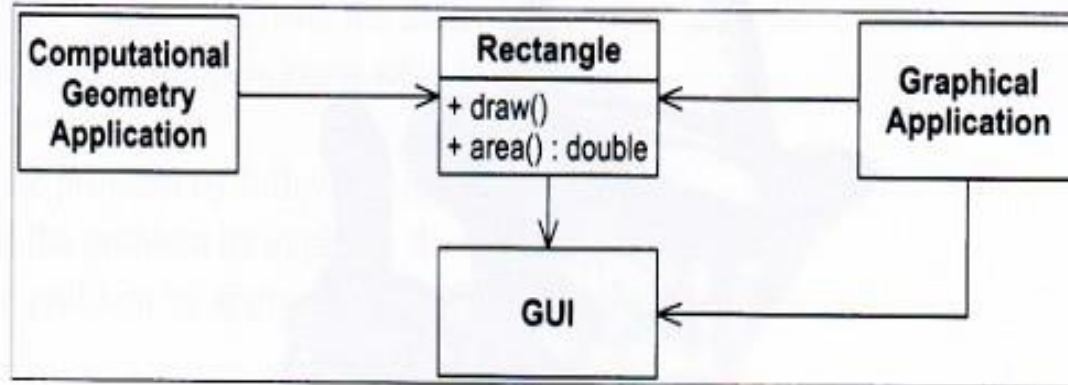 Computational
Geometry
Application
Rectangle
+ draw()
+ area() : double
Graphical
Application
GUI